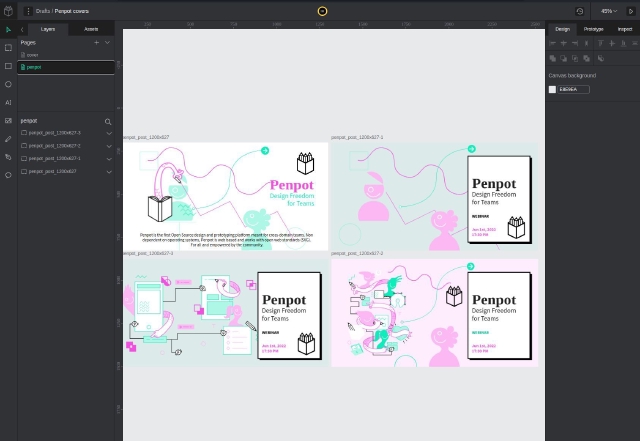 Drafts / Penpot covers
45%
Layers
Assets
Design
Prototype
Inspect
Pages
cover
penpot
Canvas background
E8E9EA
penpot
penpot_post_1200x627-3
penpot_post_1200x627-2
penpot_post_1200x627-1
penpot_post_1200x627
penpot_post_1200x627
Penpot
Design Freedom
for Teams
Penpot is the first Open Source design and prototyping platform meant for cross-domain teams. Non
dependent on operating systems, Penpot is web based and works with open web standards (SVG).
For all and empowered by the community.
penpot_post_1200x627-1
Penpot
Design Freedom
for Teams
WEBINAR
Jan 1st, 2022
17:30 PM
penpot_post_1200x627-3
Penpot
Design Freedom
for Teams
WEBINAR
Jan 1st, 2022
17:30 PM
penpot_post_1200x627-2
Penpot
Design Freedom
for Teams
WEBINAR
Jan 1st, 2022
17:30 PM